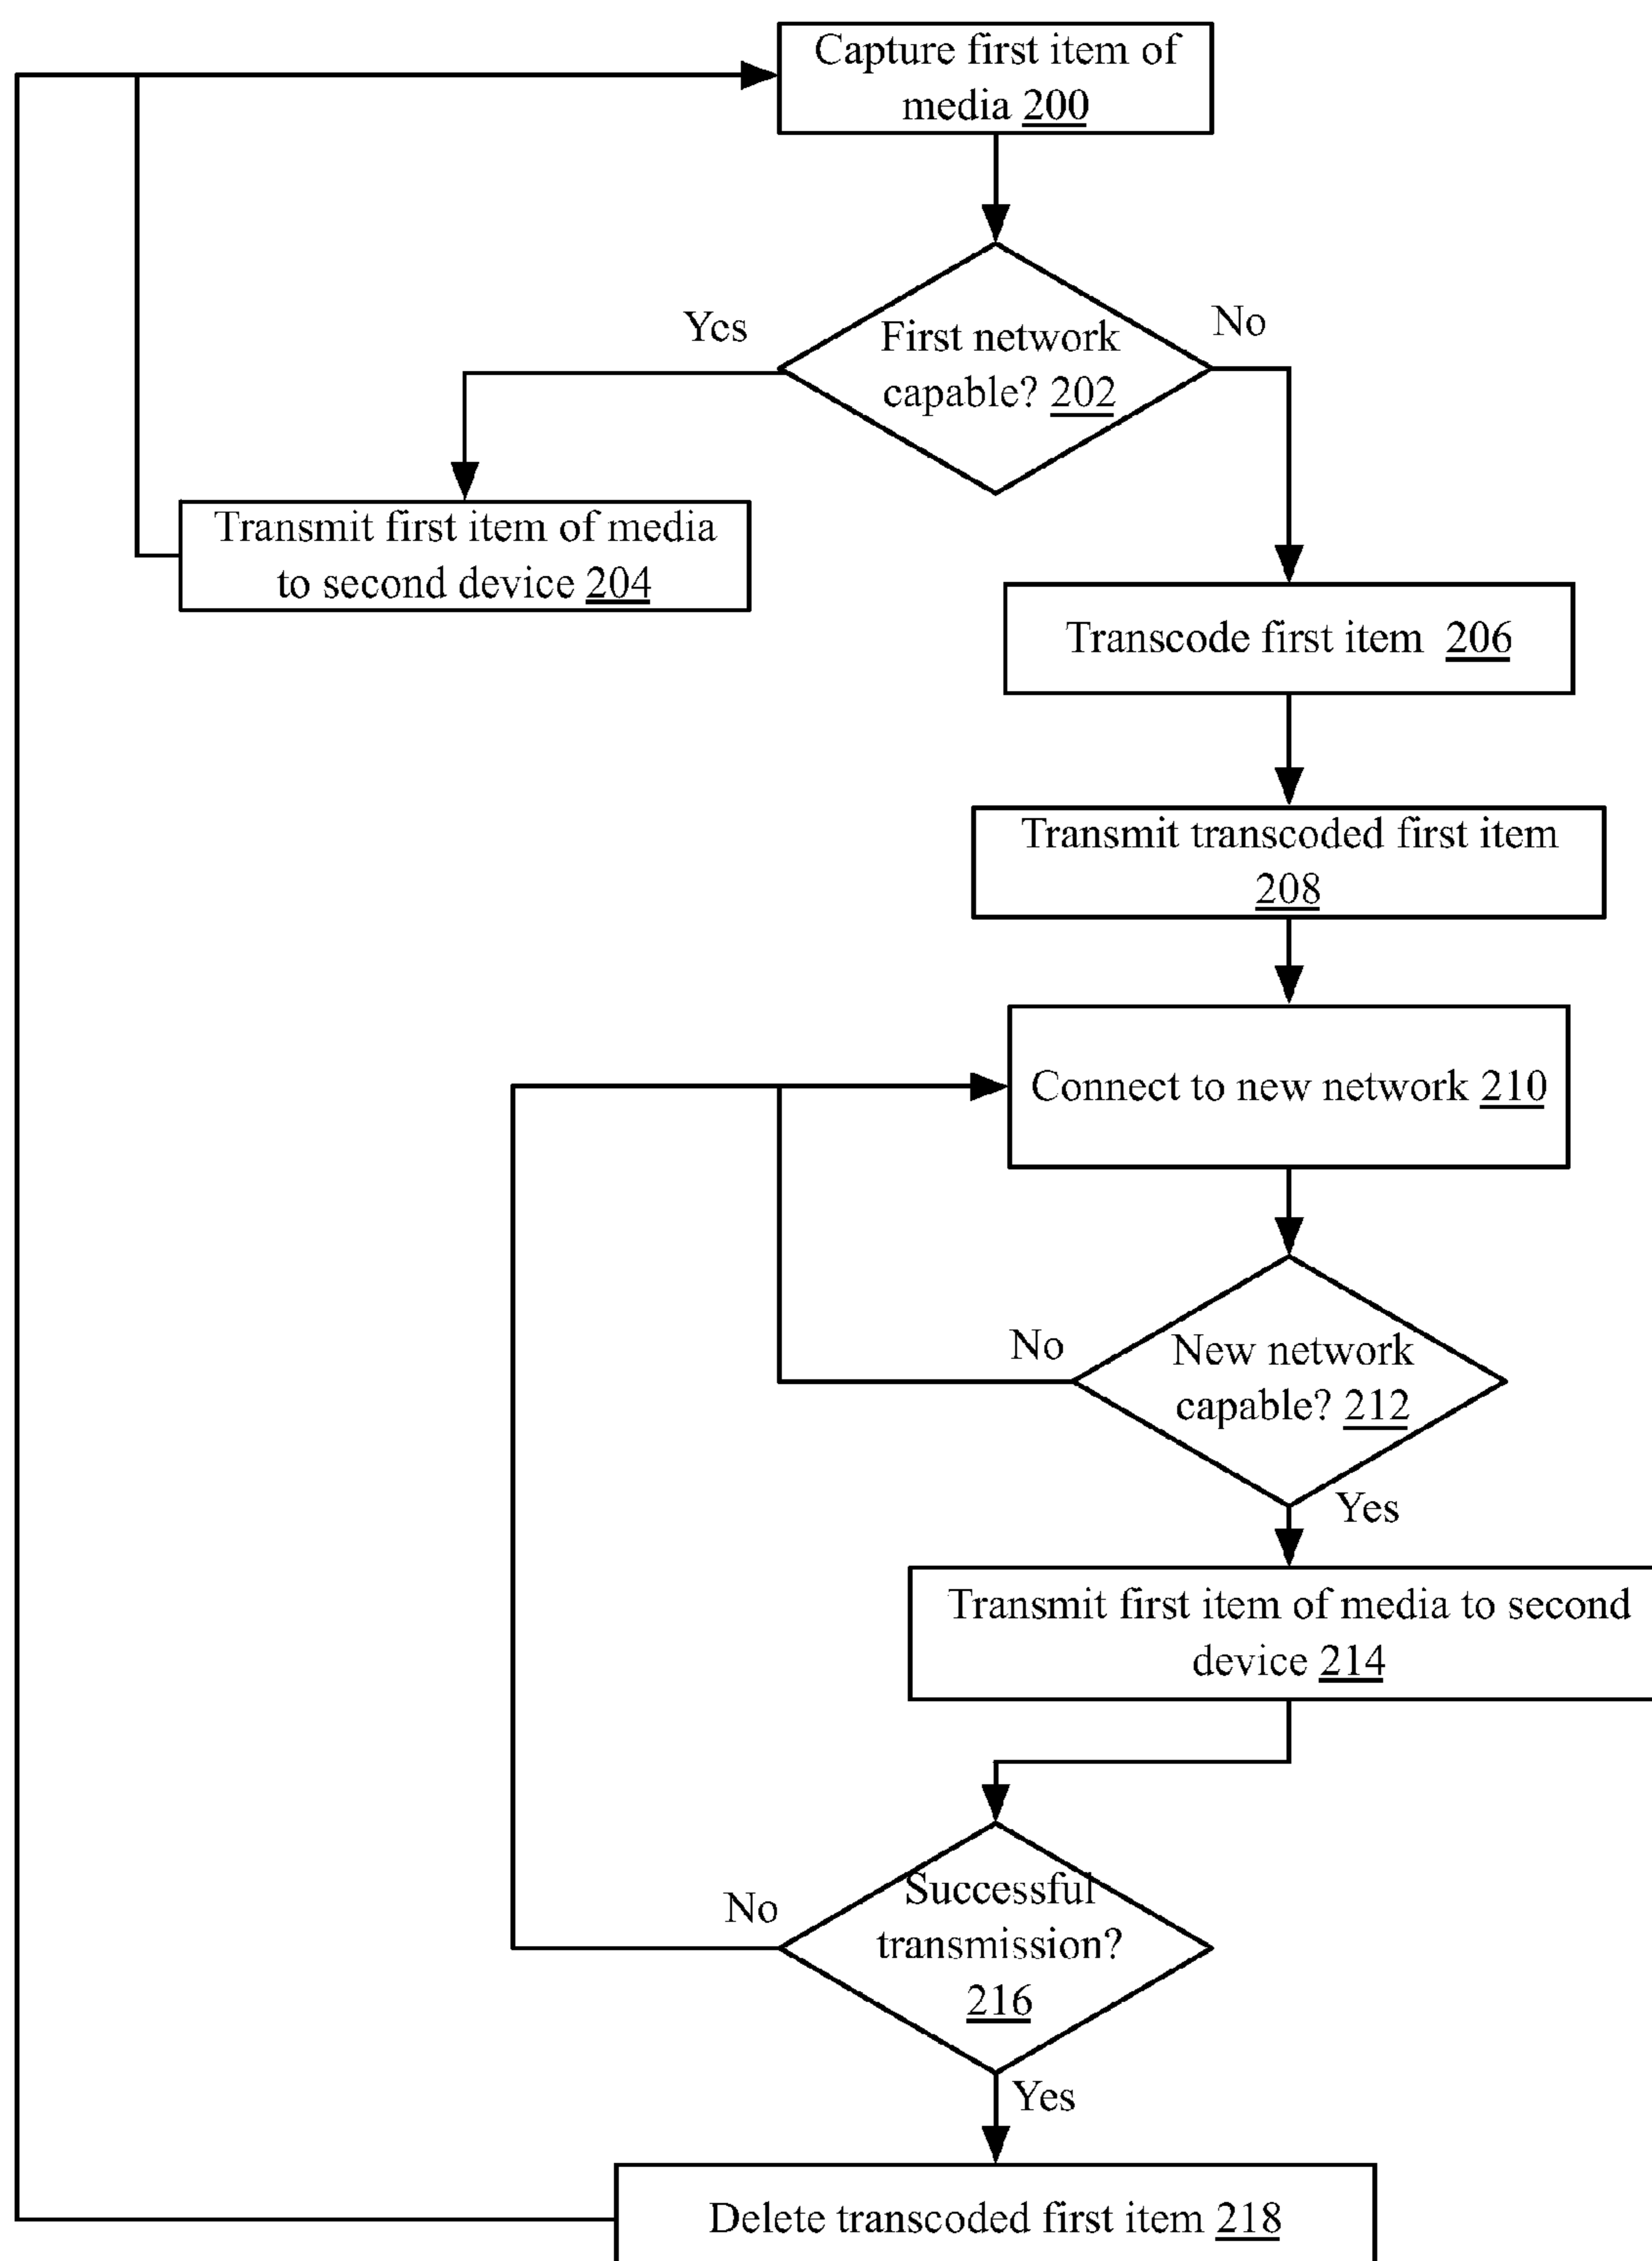 Capture first item of
media 200
Yes
No
First network
capable? 202
Transmit first item of media
to second device 204
Transcode first item 206
Transmit transcoded first item
208
Connect to new network 210
No
New network
capable? 212
Yes
Transmit first item of media to second
device 214
No
Successful
transmission?
216
Yes
Delete transcoded first item 218